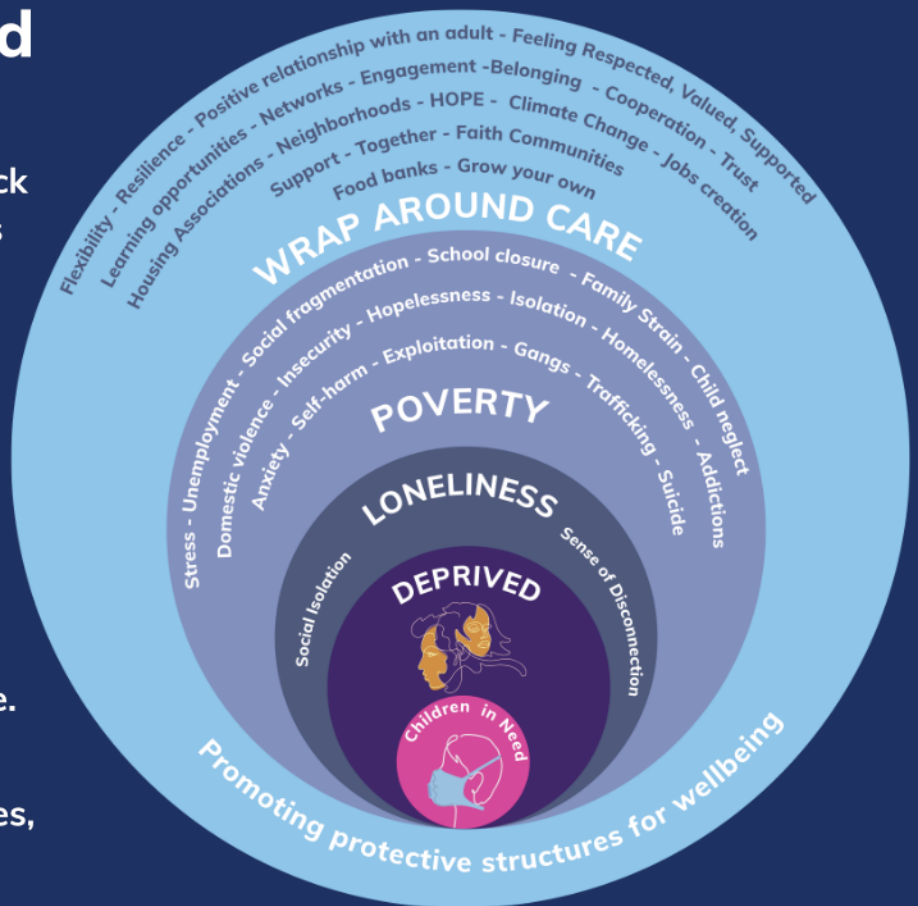 d
ck
s
e.
es,
Flexibility - Resilience - Positive relationship with an adult - Feeling Respected, Valued, Supported
Learning opportunities - Networks - Engagement -Belonging - Cooperation - Trust
Housing Associations - Neighborhoods - HOPE - Climate Change - Jobs creation
Support - Together - Faith Communities
Food banks - Grow your own
WRAP AROUND CARE
Stress - Unemployment - Social fragmentation - School closure - Family Strain - Child neglect
Domestic violence - Insecurity - Hopelessness - Isolation - Homelessness - Addictions
Anxiety - Self-harm - Exploitation - Gangs - Trafficking - Suicide
POVERTY
LONELINESS
Social Isolation
Sense of Disconnection
DEPRIVED
Children in Need
Promoting protective structures for wellbeing